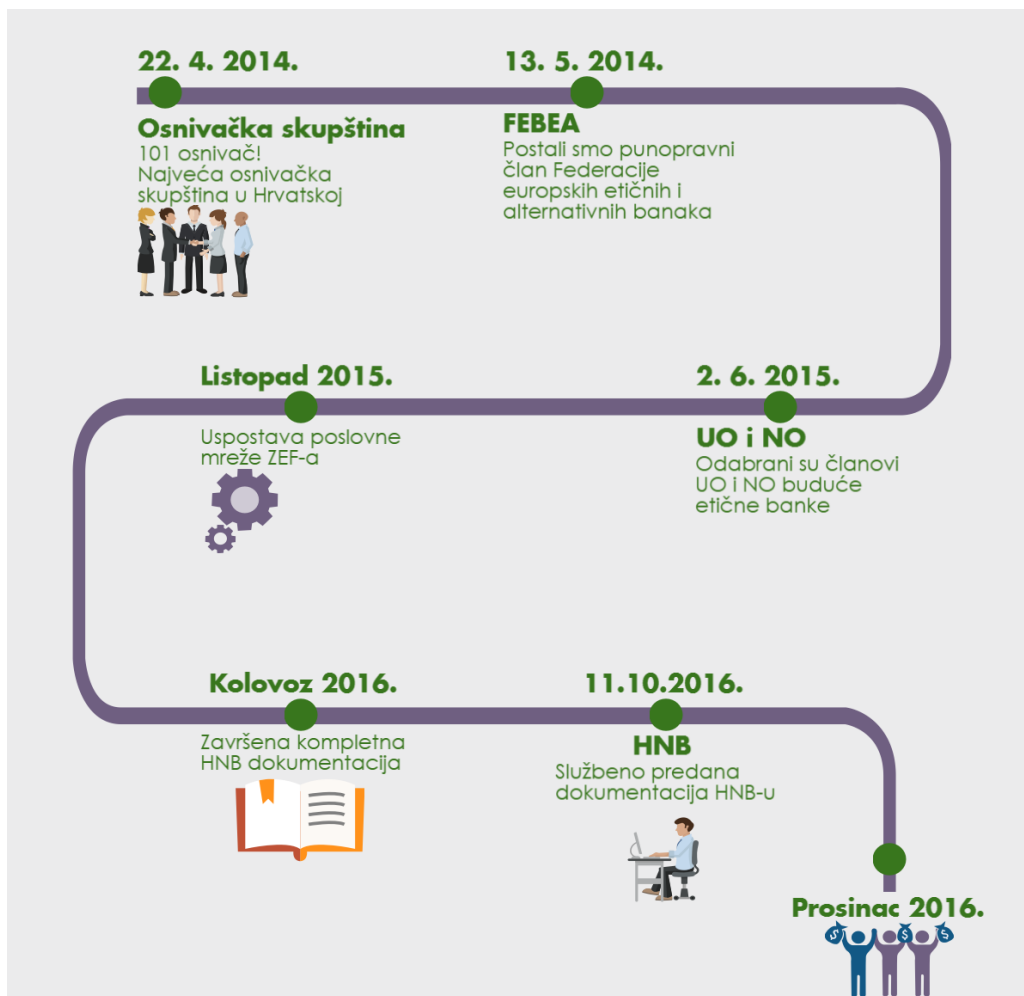 22. 4. 2014.
Osnivačka skupština
101 osnivač!
Najveća osnivačka
skupština u Hrvatskoj
13. 5. 2014.
FEBEA
Postali smo punopravni
član Federacije
europskih etičnih i
alternativnih banaka
2. 6. 2015.
UO i NO
Odabrani su članovi
UO i NO buduće
etične banke
Listopad 2015.
Uspostava poslovne
mreže ZEF-a
Kolovoz 2016.
Završena kompletna
HNB dokumentacija
11.10.2016.
HNB
Službeno predana
dokumentacija HNB-u
Prosinac 2016.
$ $ $